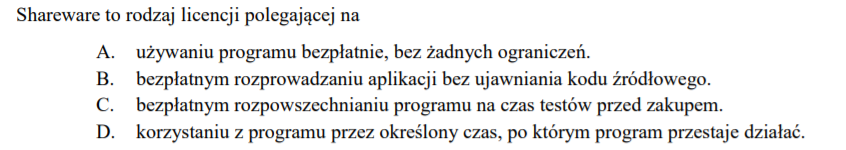 Shareware to rodzaj licencji polegającej na
A. używaniu programu bezpłatnie, bez żadnych ograniczeń.
B. bezpłatnym rozprowadzaniu aplikacji bez ujawniania kodu źródłowego.
C. bezpłatnym rozpowszechnianiu programu na czas testów przed zakupem.
D. korzystaniu z programu przez określony czas, po którym program przestaje działać.